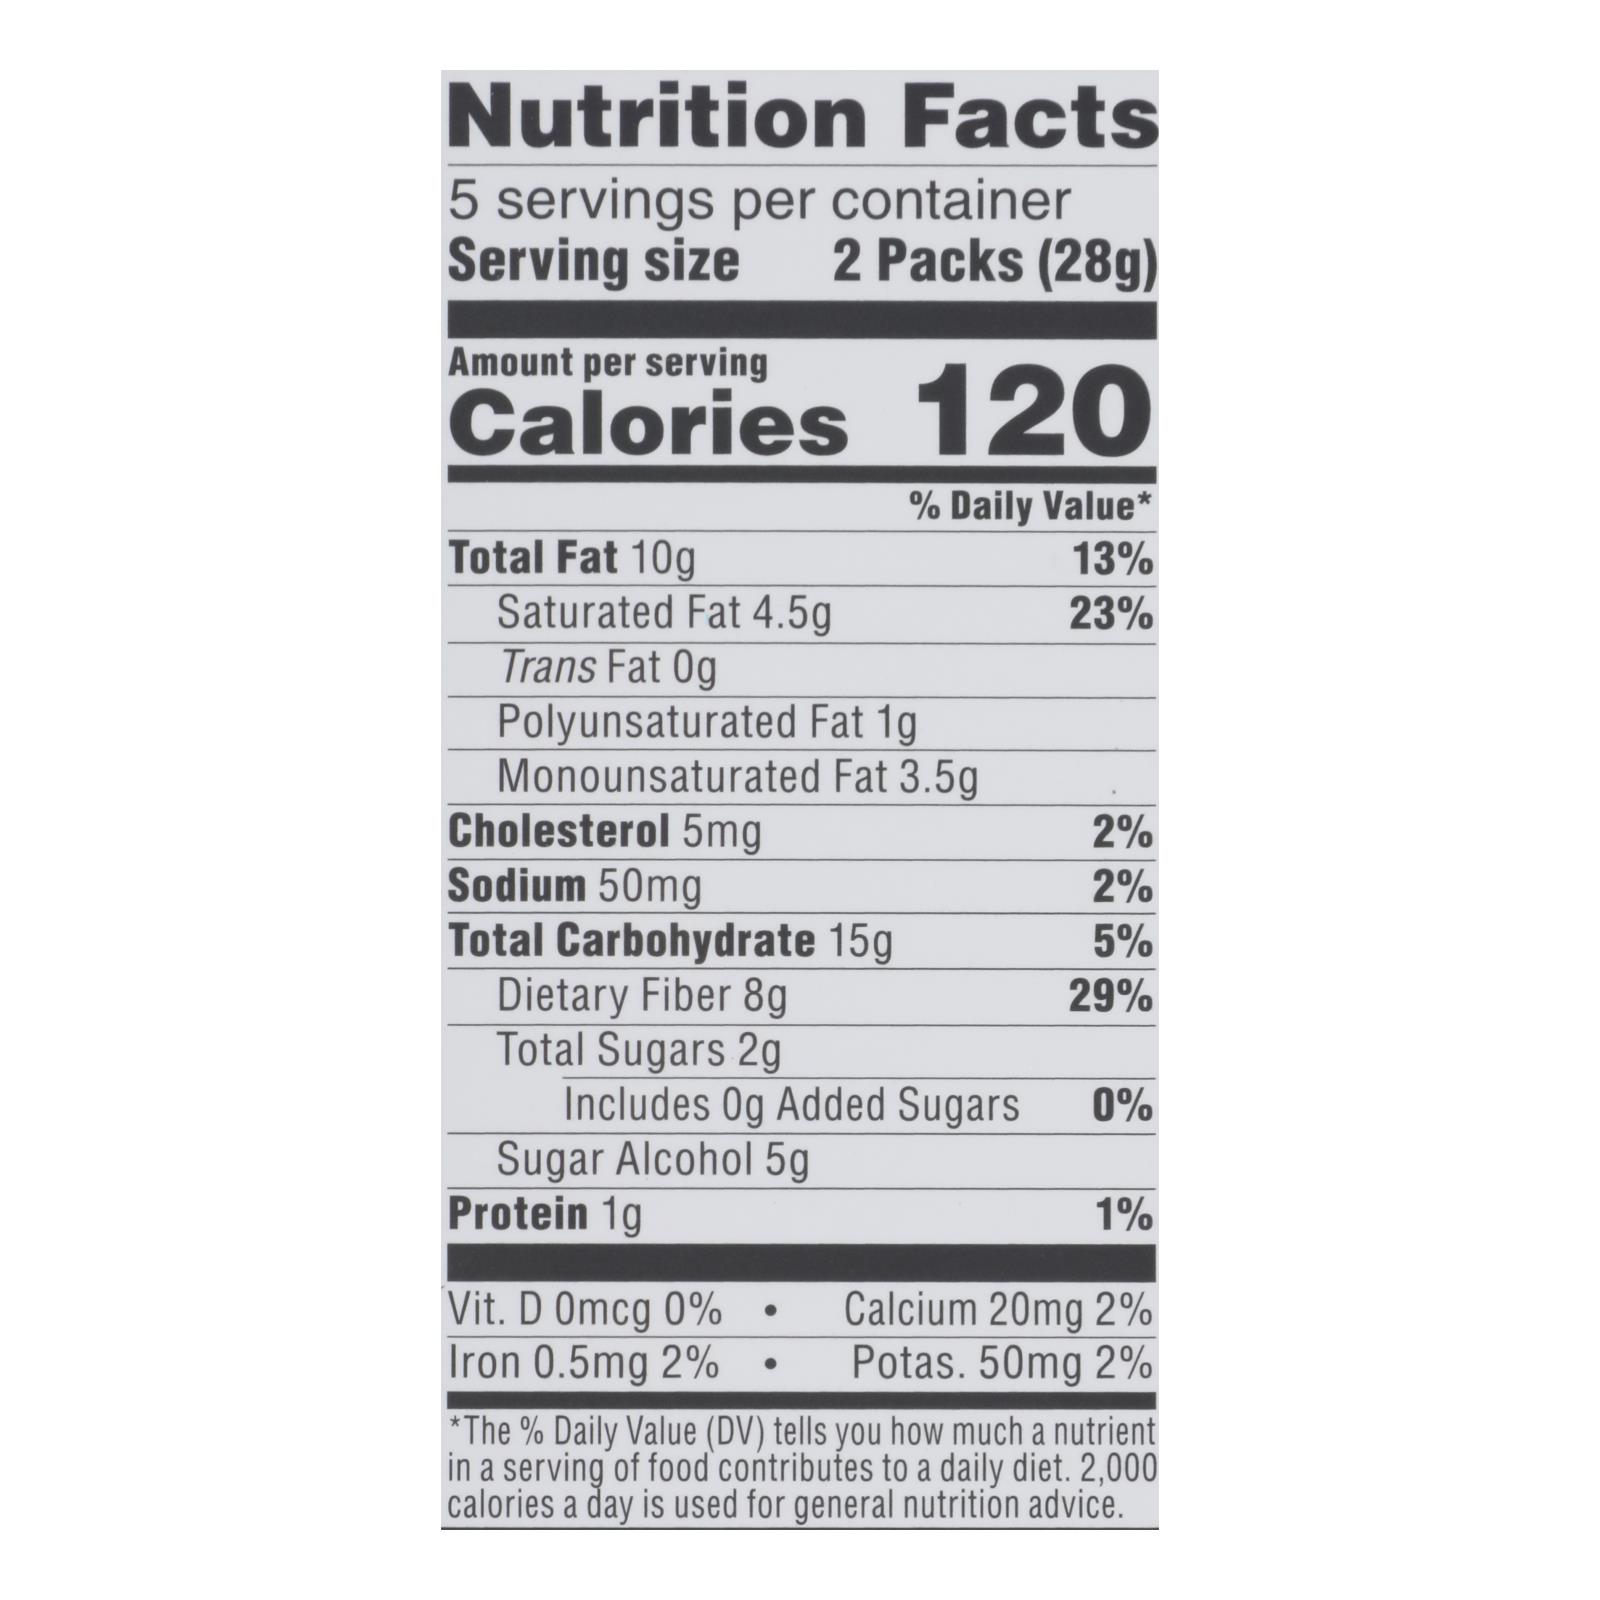 Nutrition Facts
5 servings per container
Serving size 2 Packs (28g)
Amount per serving
Calories 120
% Daily Value*
Total Fat 10g 13%
Saturated Fat 4.5g 23%
Trans Fat 0g
Polyunsaturated Fat 1g
Monounsaturated Fat 3.5g
Cholesterol 5mg 2%
Sodium 50mg 2%
Total Carbohydrate 15g 5%
Dietary Fiber 8g 29%
Total Sugars 2g
Includes 0g Added Sugars 0%
Sugar Alcohol 5g
Protein 1g 1%
Vit. D 0mcg 0% • Calcium 20mg 2%
Iron 0.5mg 2% • Potas. 50mg 2%
*The % Daily Value (DV) tells you how much a nutrient
in a serving of food contributes to a daily diet. 2,000
calories a day is used for general nutrition advice.